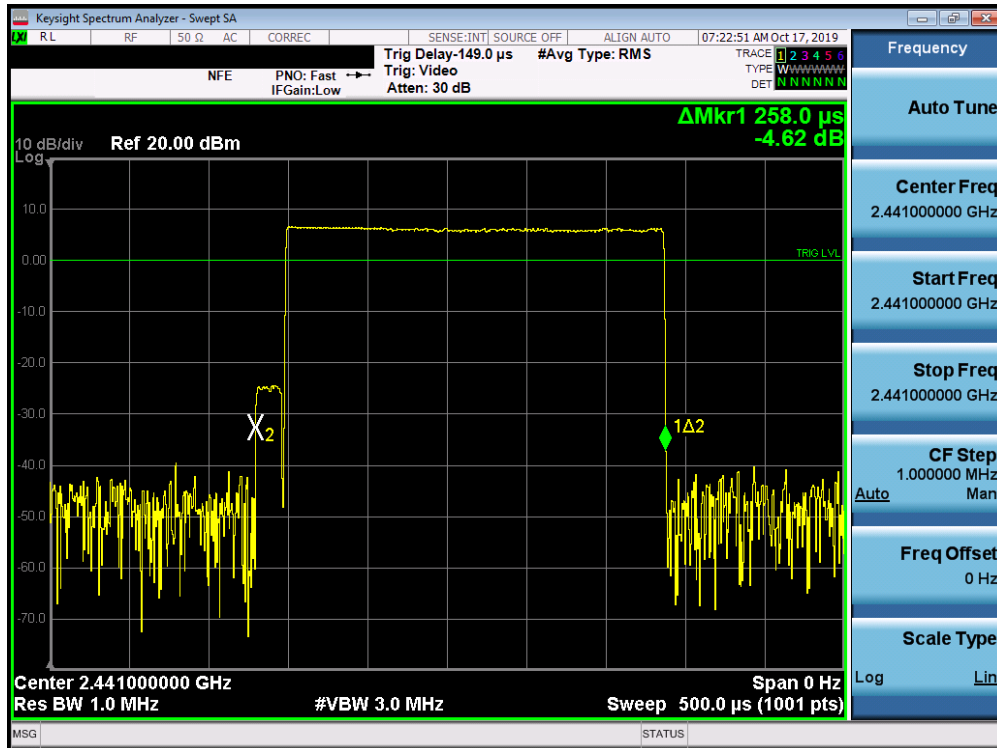 Keysight Spectrum Analyzer - Swept SA
LXI RL RF 50 Ω AC CORREC SENSE:INT SOURCE OFF ALIGN AUTO 07:22:51 AM Oct 17, 2019
NFE PNO: Fast IFGain:Low
Trig Delay-149.0 µs #Avg Type: RMS
Trig: Video
Atten: 30 dB
TRACE 1 2 3 4 5 6
TYPE WWWWWW
DET N N N N N N
ΔMkr1 258.0 µs
-4.62 dB
10 dB/div Ref 20.00 dBm
Log
10.0
0.00
TRIG LVL
-10.0
-20.0
-30.0
X2
1Δ2
-40.0
-50.0
-60.0
-70.0
Center 2.441000000 GHz Span 0 Hz
Res BW 1.0 MHz #VBW 3.0 MHz Sweep 500.0 µs (1001 pts)
MSG STATUS
Frequency
Auto Tune
Center Freq
2.441000000 GHz
Start Freq
2.441000000 GHz
Stop Freq
2.441000000 GHz
CF Step
1.000000 MHz
Auto Man
Freq Offset
0 Hz
Scale Type
Log Lin